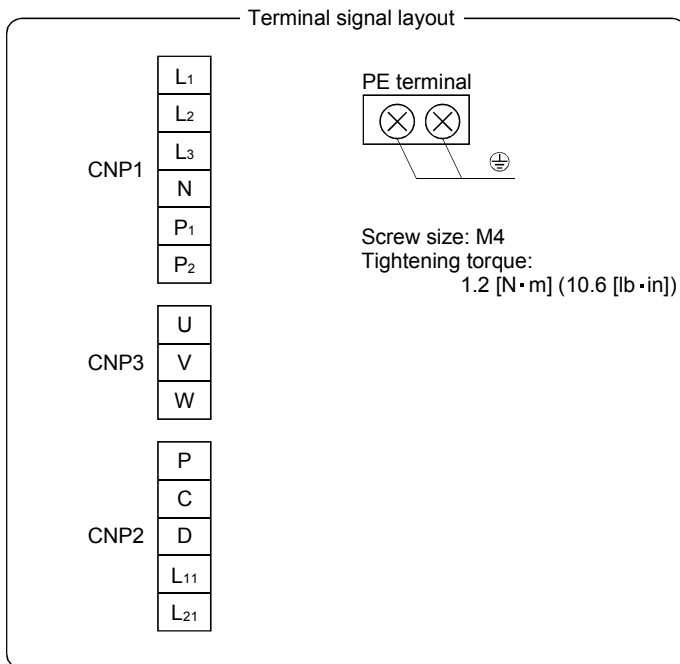 Terminal signal layout
CNP1
L1
L2
L3
N
P1
P2
CNP3
U
V
W
CNP2
P
C
D
L11
L21
PE terminal
Screw size: M4
Tightening torque:
1.2 [N▪m] (10.6 [lb▪in])